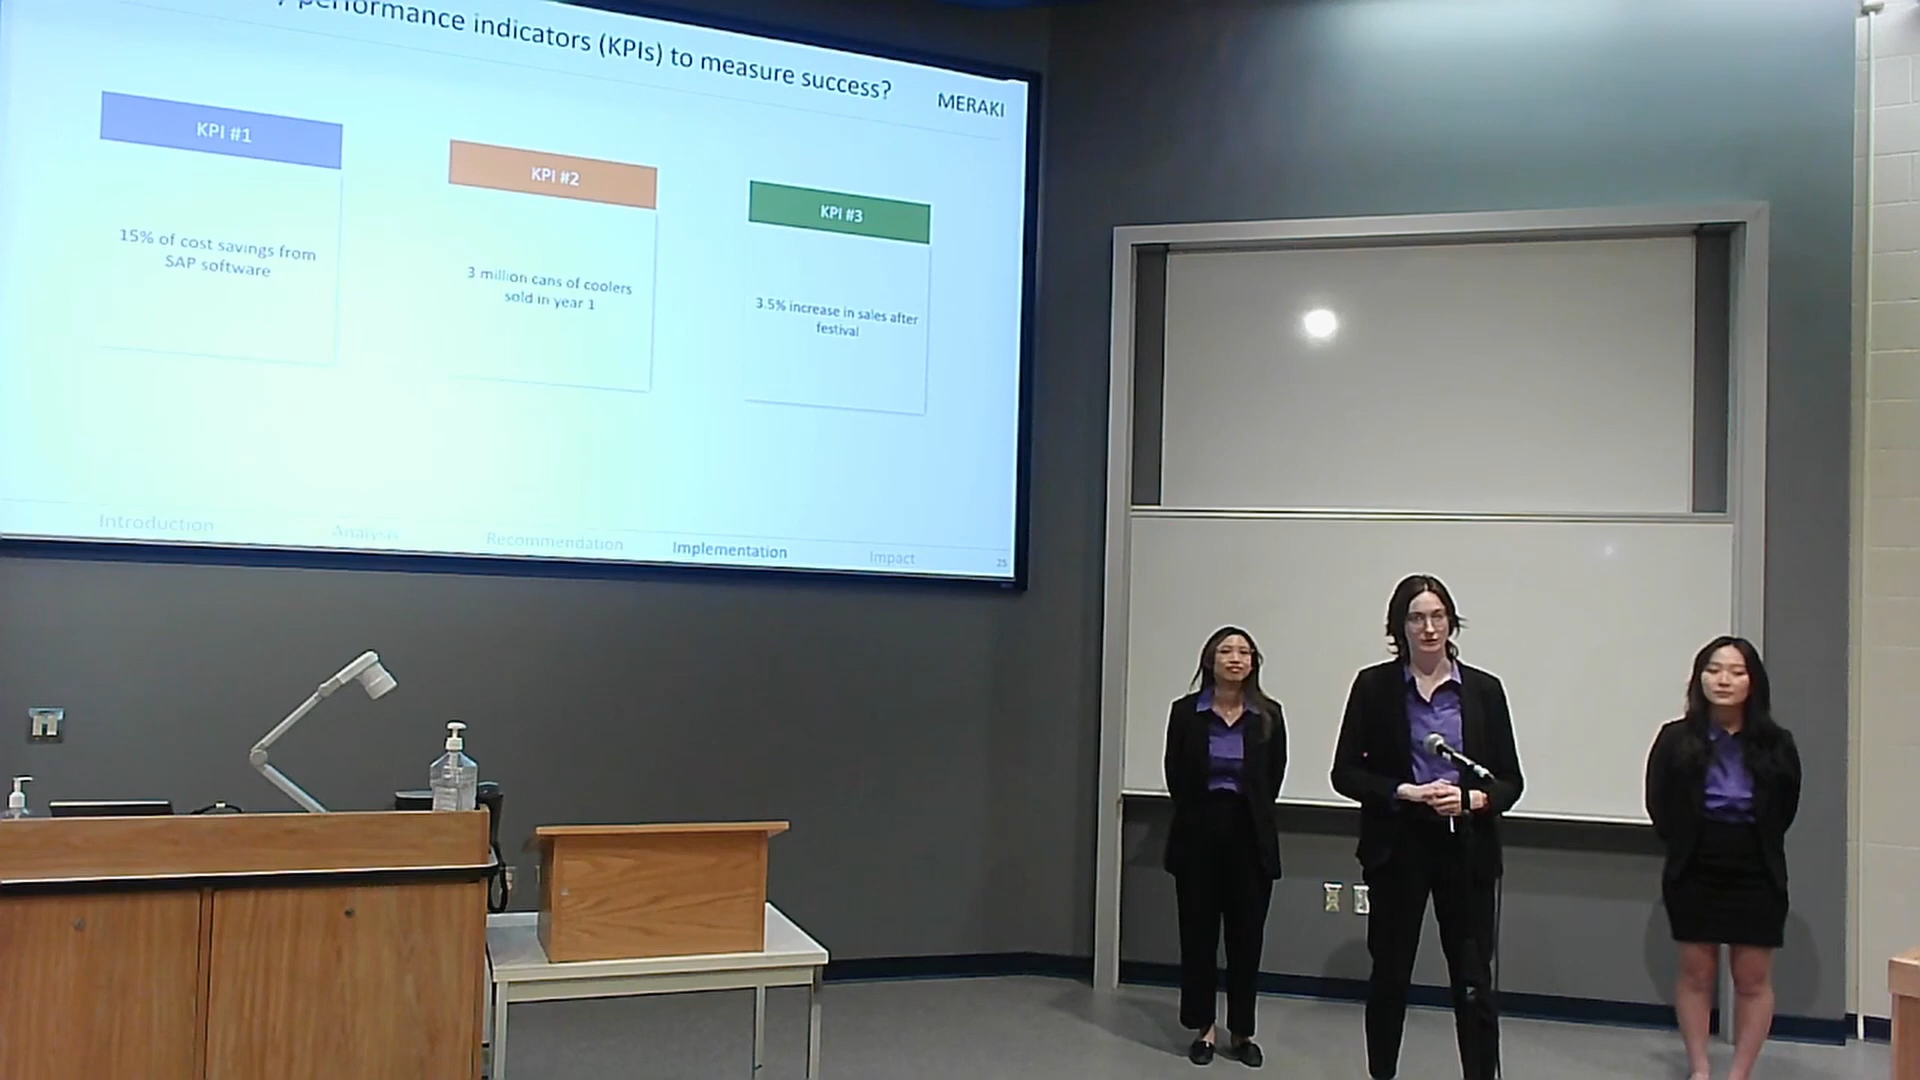 performance indicators (KPIs) to measure success?
MERAKI
KPI #1
15% of cost savings from
SAP software
KPI #2
3 million cans of coolers
sold in year 1
KPI #3
3.5% increase in sales after
festival
Introduction
Analysis
Recommendation
Implementation
Impact
25